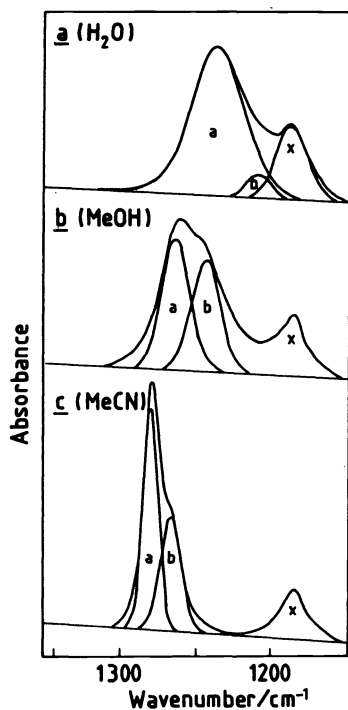 a (H₂O)
a
b
x
b (MeOH)
a
b
x
c (MeCN)
a
b
x
Absorbance
1300
1200
Wavenumber/cm⁻¹